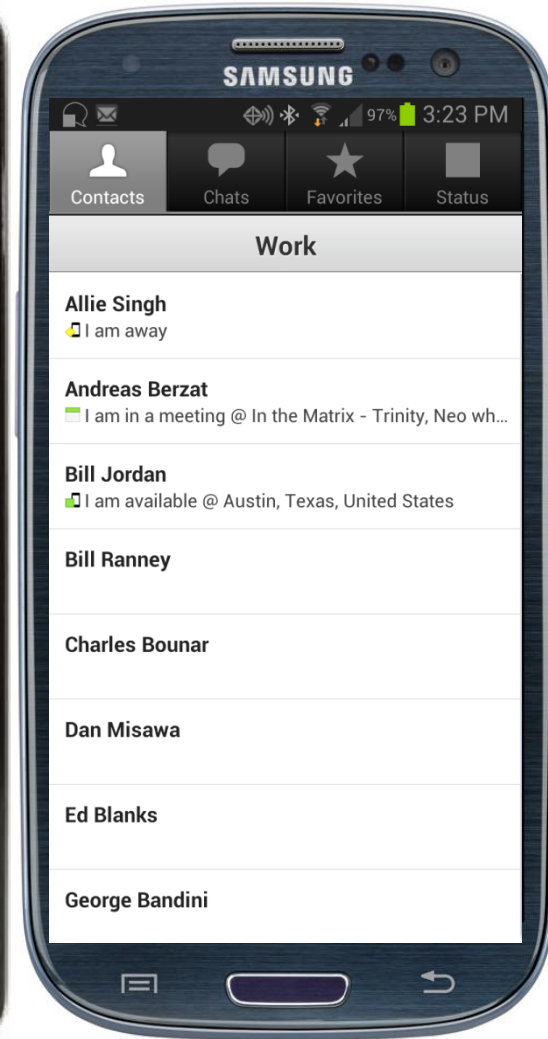 SAMSUNG
97% 3:23 PM
Contacts Chats Favorites Status
Work
Allie Singh
I am away
Andreas Berzat
I am in a meeting @ In the Matrix - Trinity, Neo wh...
Bill Jordan
I am available @ Austin, Texas, United States
Bill Ranney
Charles Bounar
Dan Misawa
Ed Blanks
George Bandini